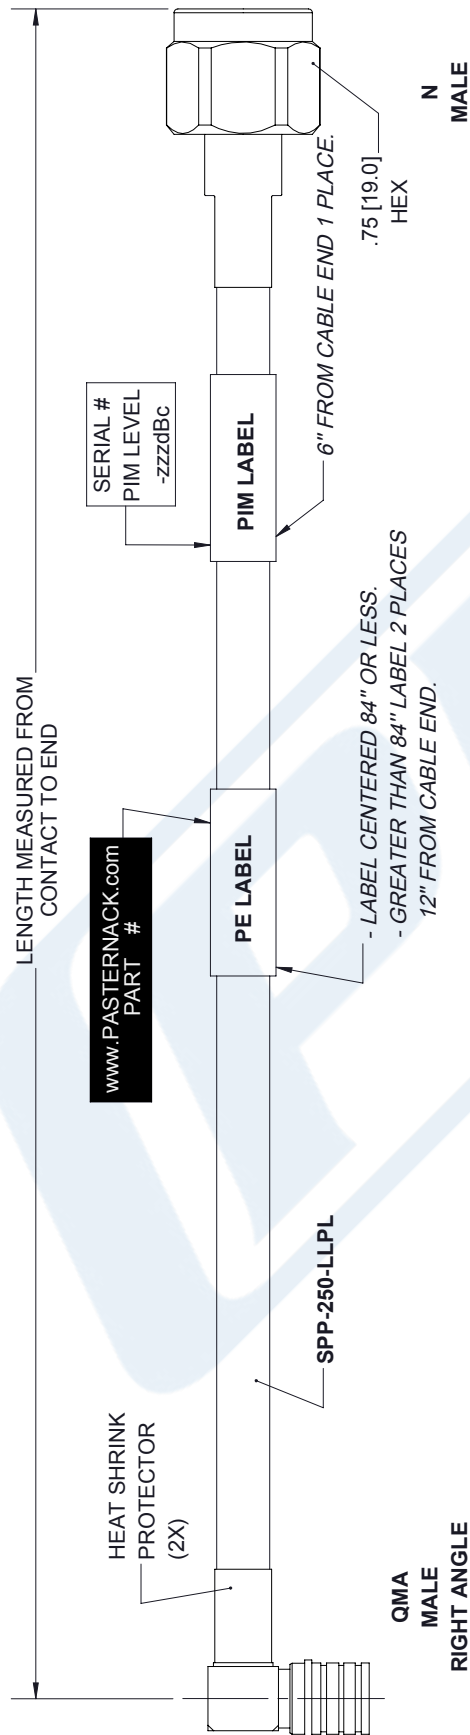 LENGTH MEASURED FROM
CONTACT TO END
HEAT SHRINK
PROTECTOR
(2X)
www.PASTERNACK.com
PART #
SERIAL #
PIM LEVEL
-zzzdBc
PE LABEL
PIM LABEL
SPP-250-LLPL
- LABEL CENTERED 84" OR LESS.
- GREATER THAN 84" LABEL 2 PLACES
12" FROM CABLE END.
6" FROM CABLE END 1 PLACE.
.75 [19.0]
HEX
QMA
MALE
RIGHT ANGLE
N
MALE